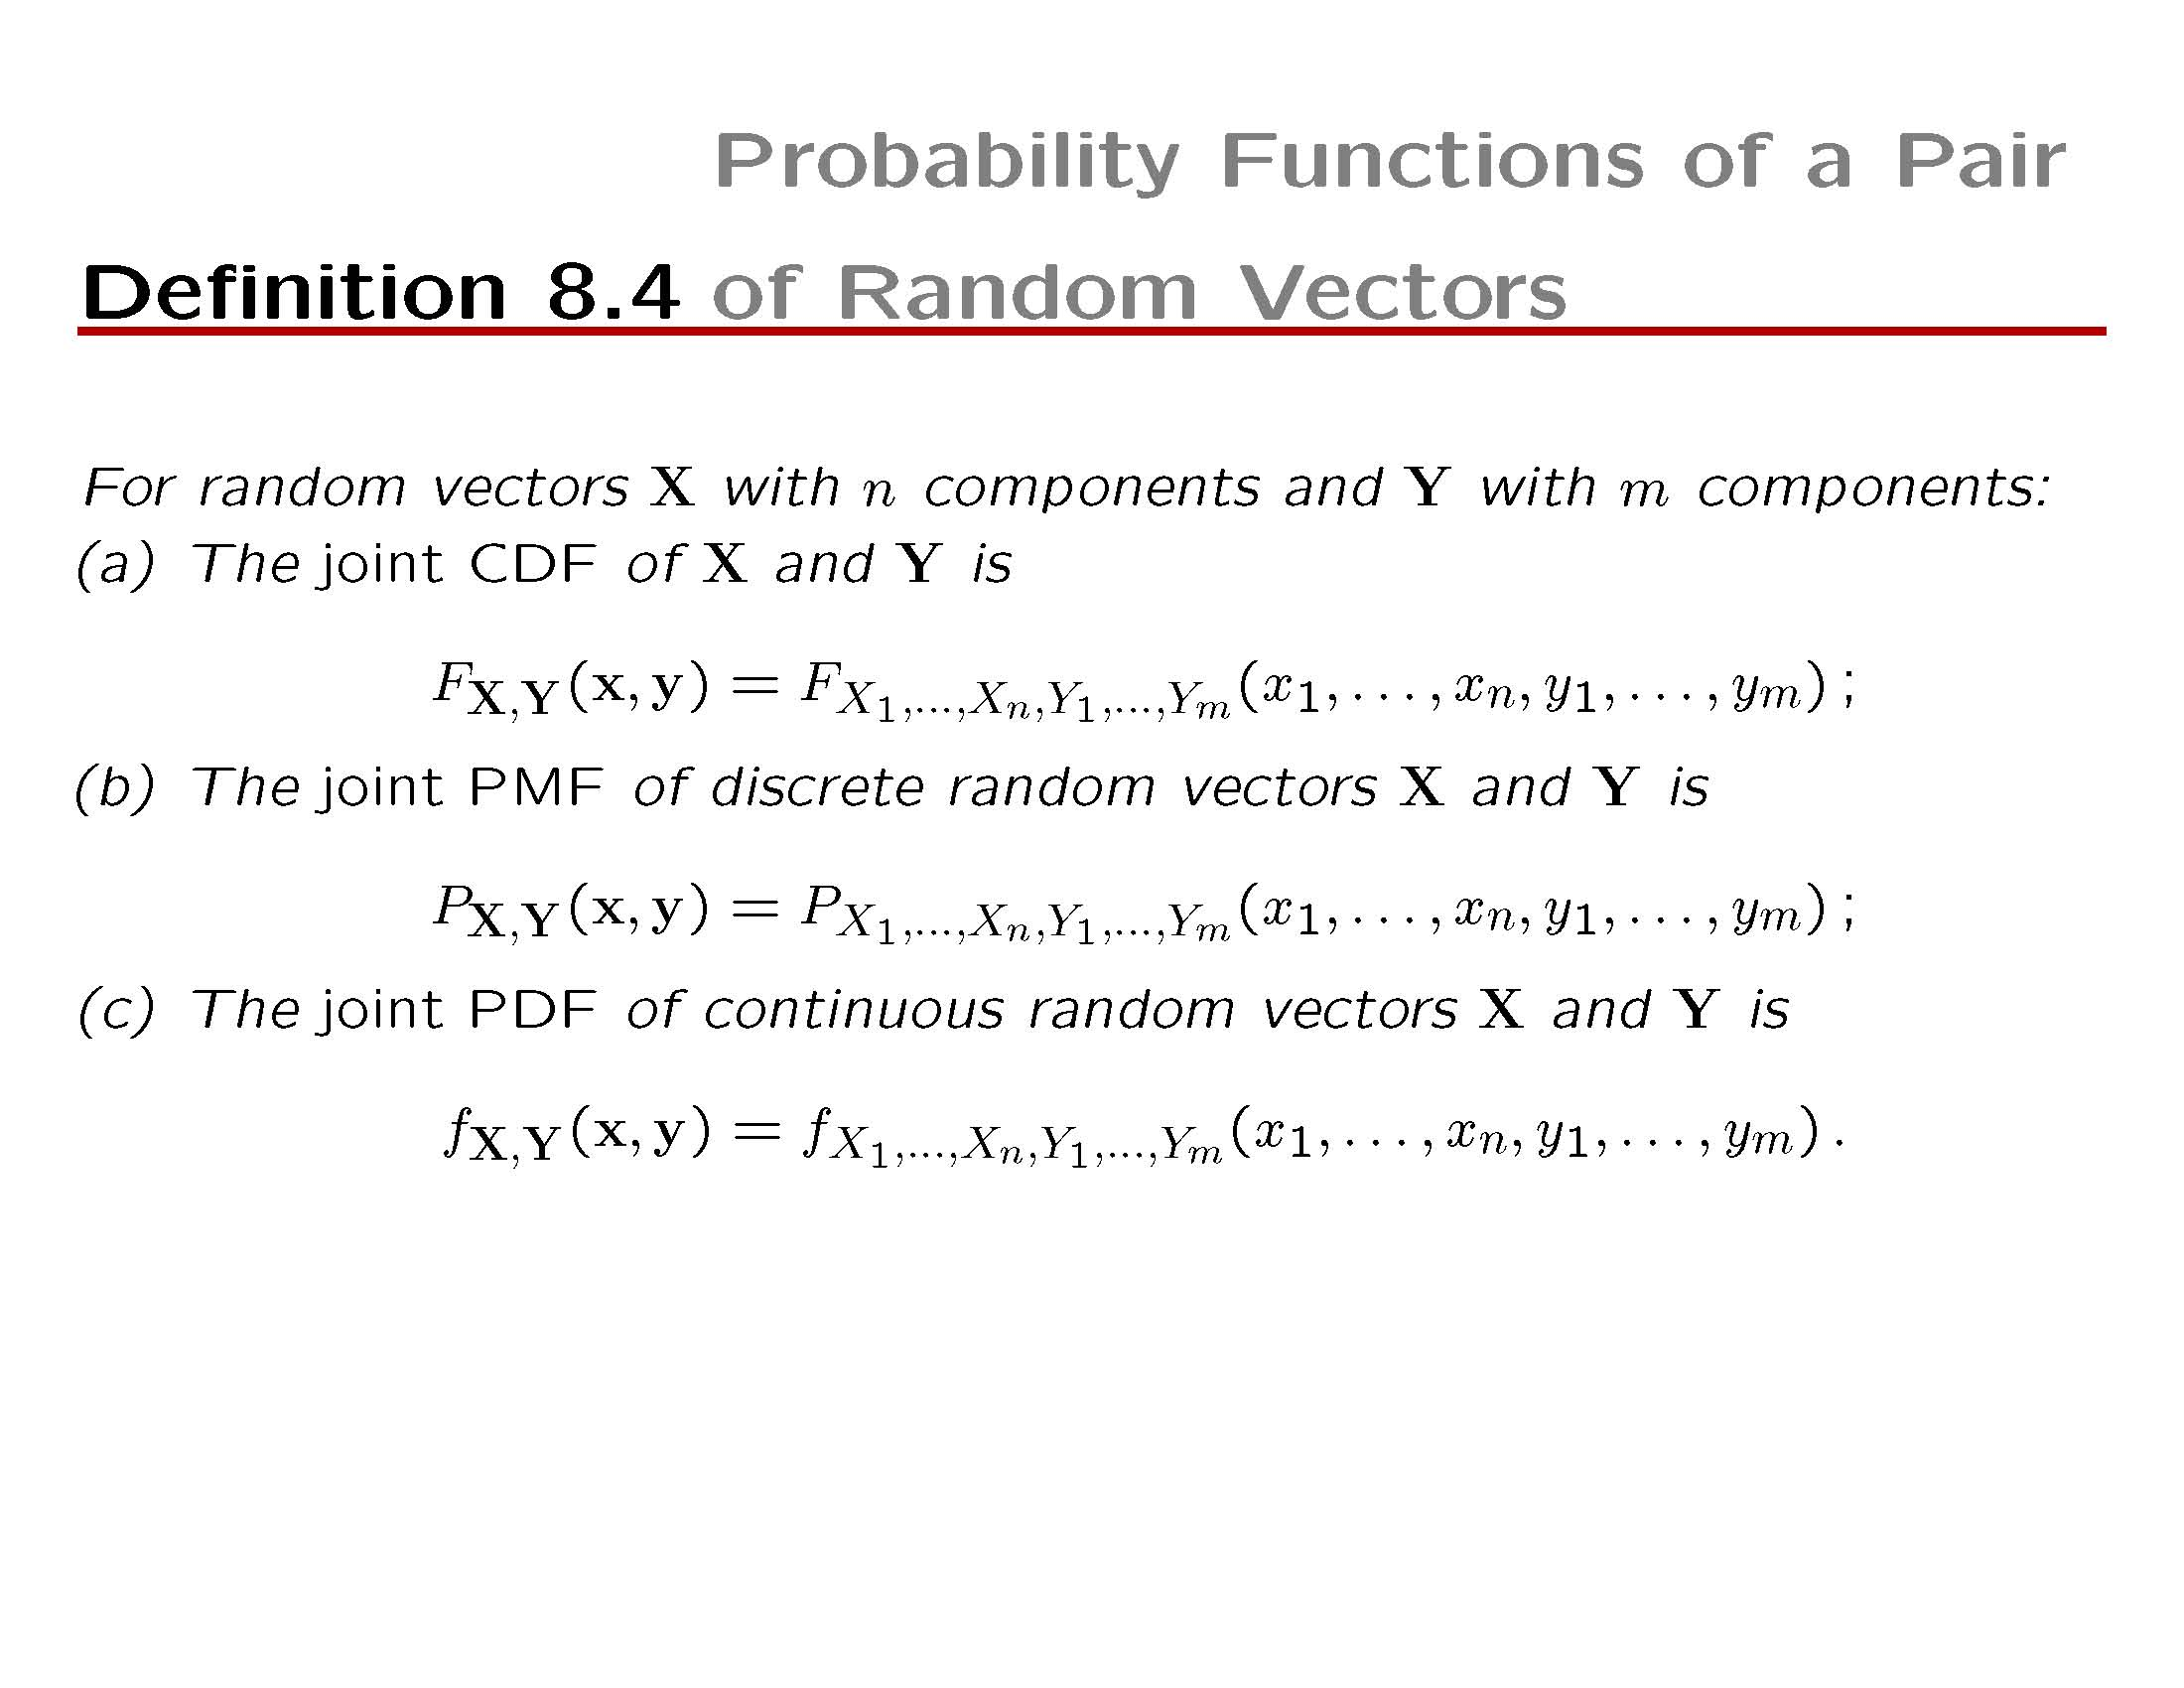 Probability Functions of a Pair
Definition 8.4 of Random Vectors
For random vectors X with n components and Y with m components:
(a) The joint CDF of X and Y is
F_{X,Y}(x, y) = F_{X_1,...,X_n,Y_1,...,Y_m}(x_1, . . . , x_n, y_1, . . . , y_m) ;
(b) The joint PMF of discrete random vectors X and Y is
P_{X,Y}(x, y) = P_{X_1,...,X_n,Y_1,...,Y_m}(x_1, . . . , x_n, y_1, . . . , y_m) ;
(c) The joint PDF of continuous random vectors X and Y is
f_{X,Y}(x, y) = f_{X_1,...,X_n,Y_1,...,Y_m}(x_1, . . . , x_n, y_1, . . . , y_m) .